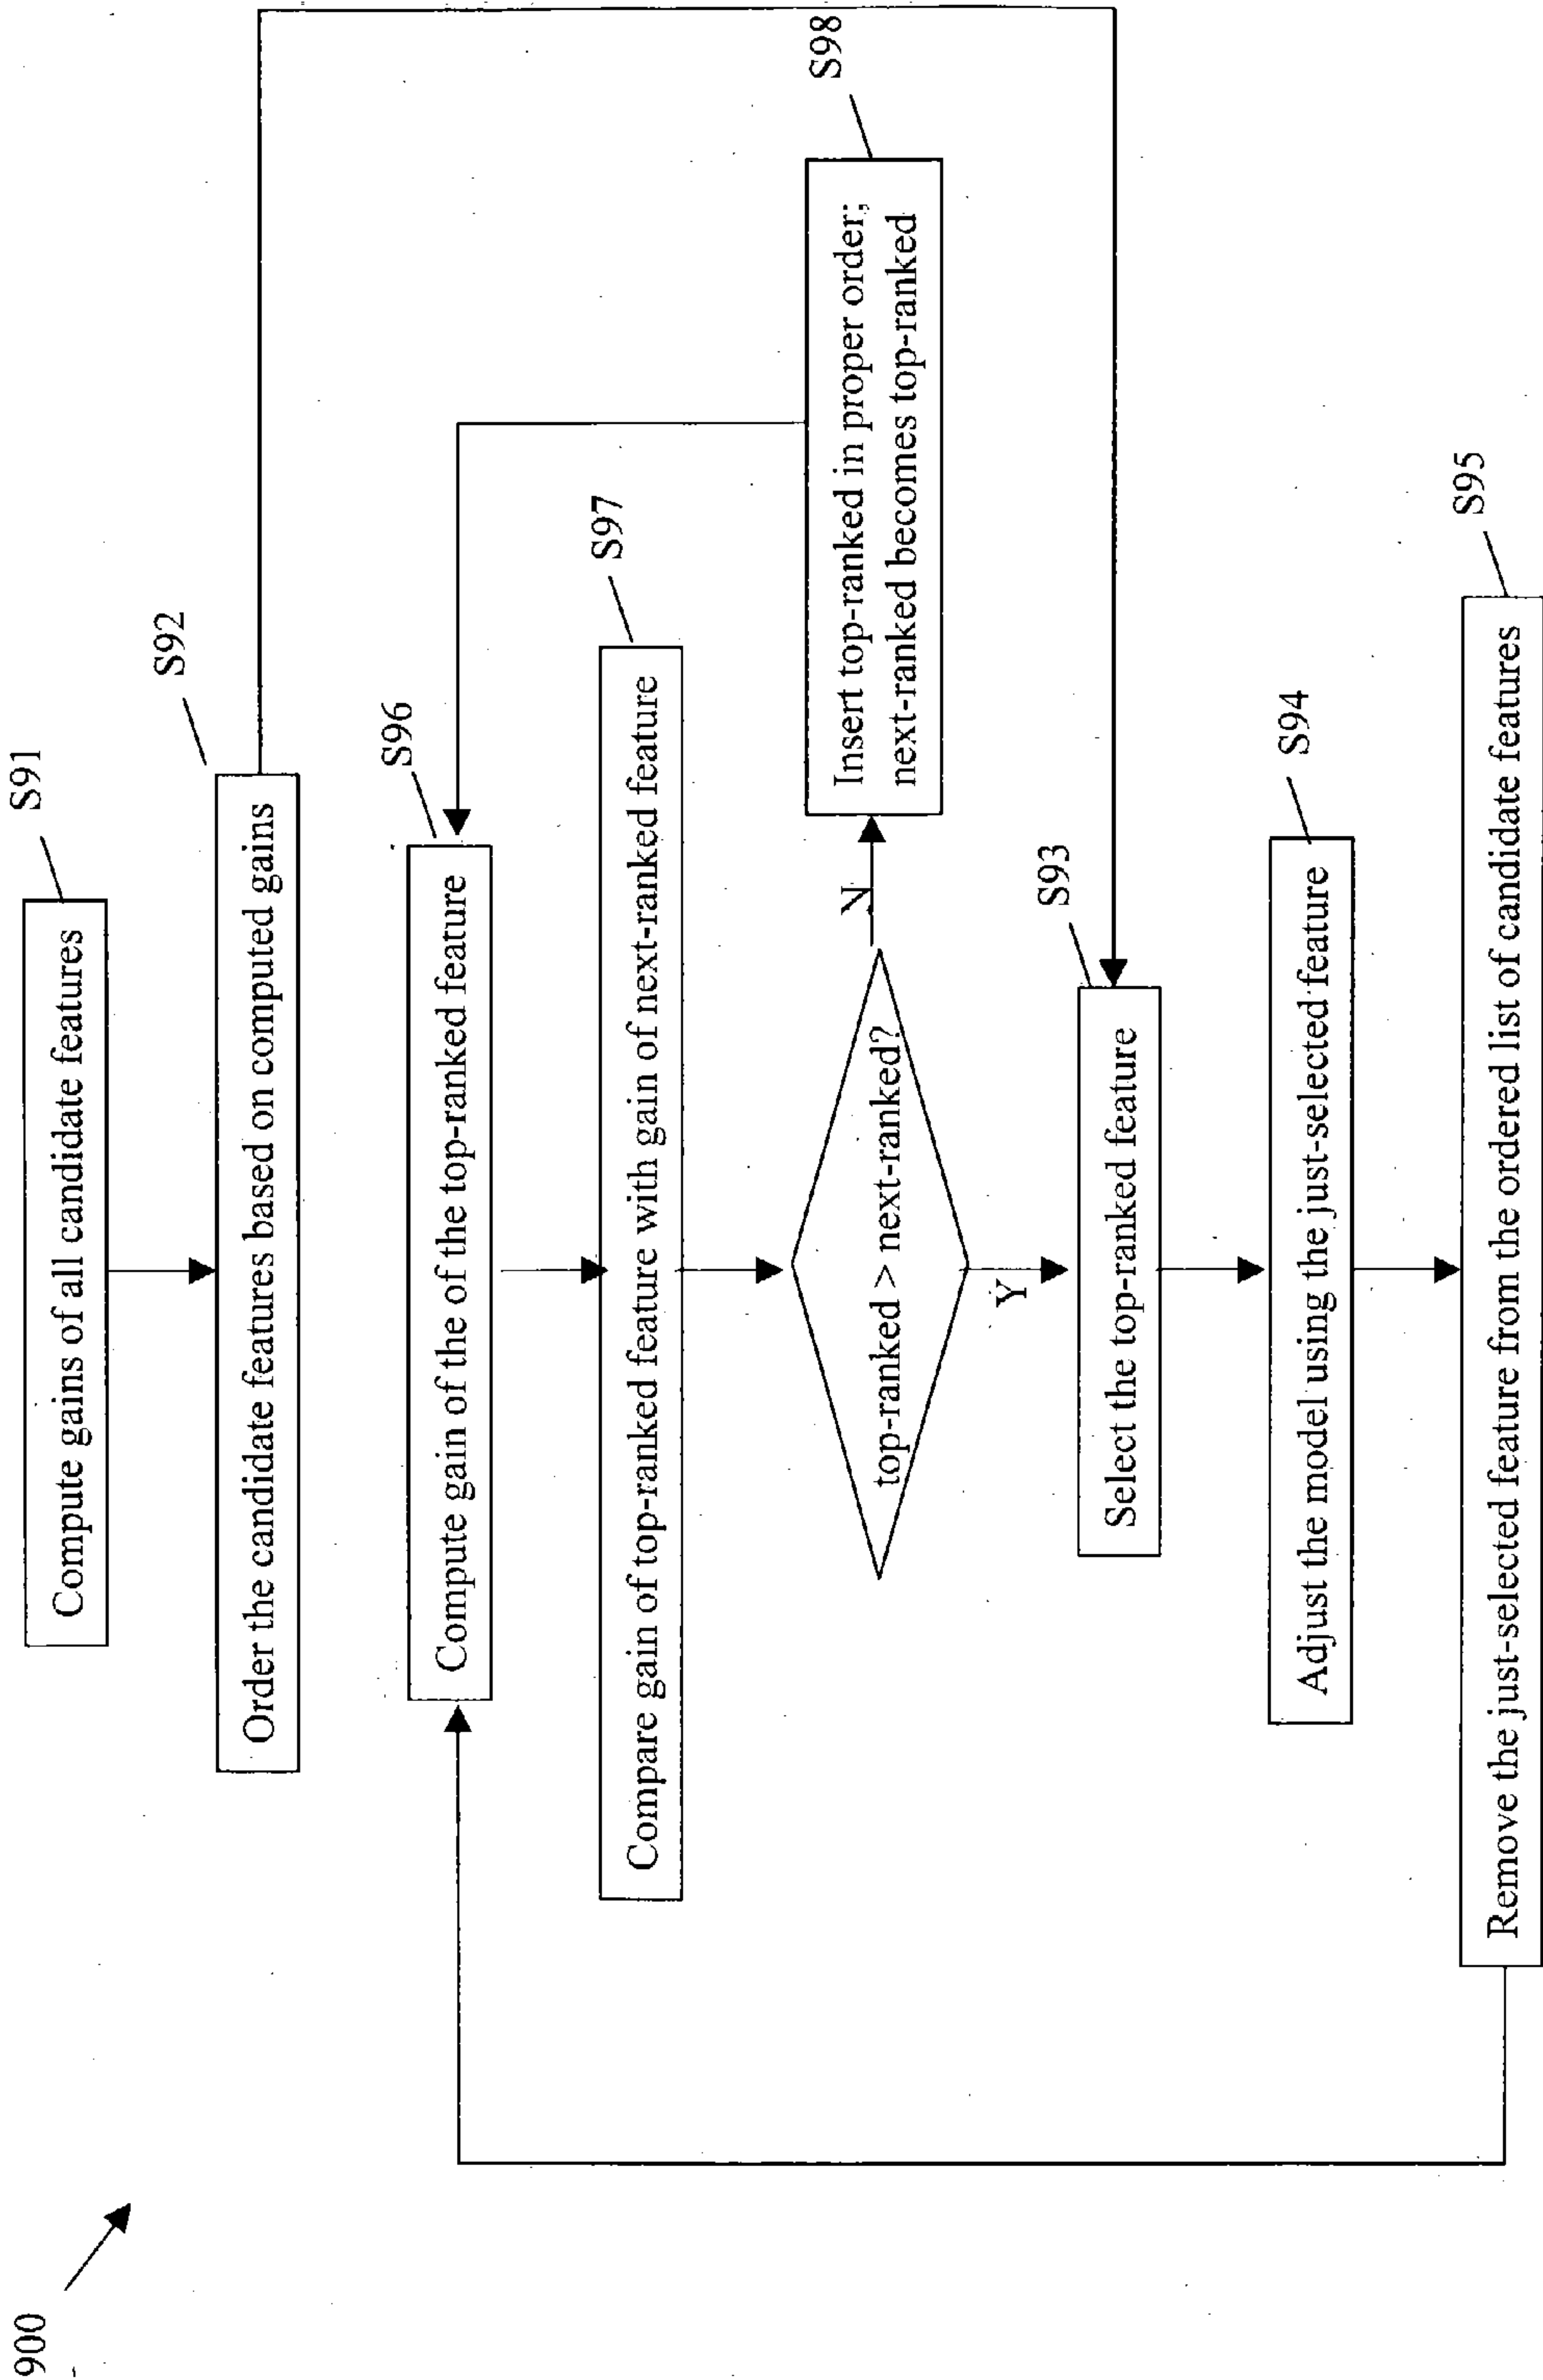 900
S91
Compute gains of all candidate features
S92
Order the candidate features based on computed gains
S96
Compute gain of the of the top-ranked feature
S97
Compare gain of top-ranked feature with gain of next-ranked feature
top-ranked > next-ranked?
N
S98
Insert top-ranked in proper order;
next-ranked becomes top-ranked
Y
S93
Select the top-ranked feature
S94
Adjust the model using the just-selected feature
S95
Remove the just-selected feature from the ordered list of candidate features